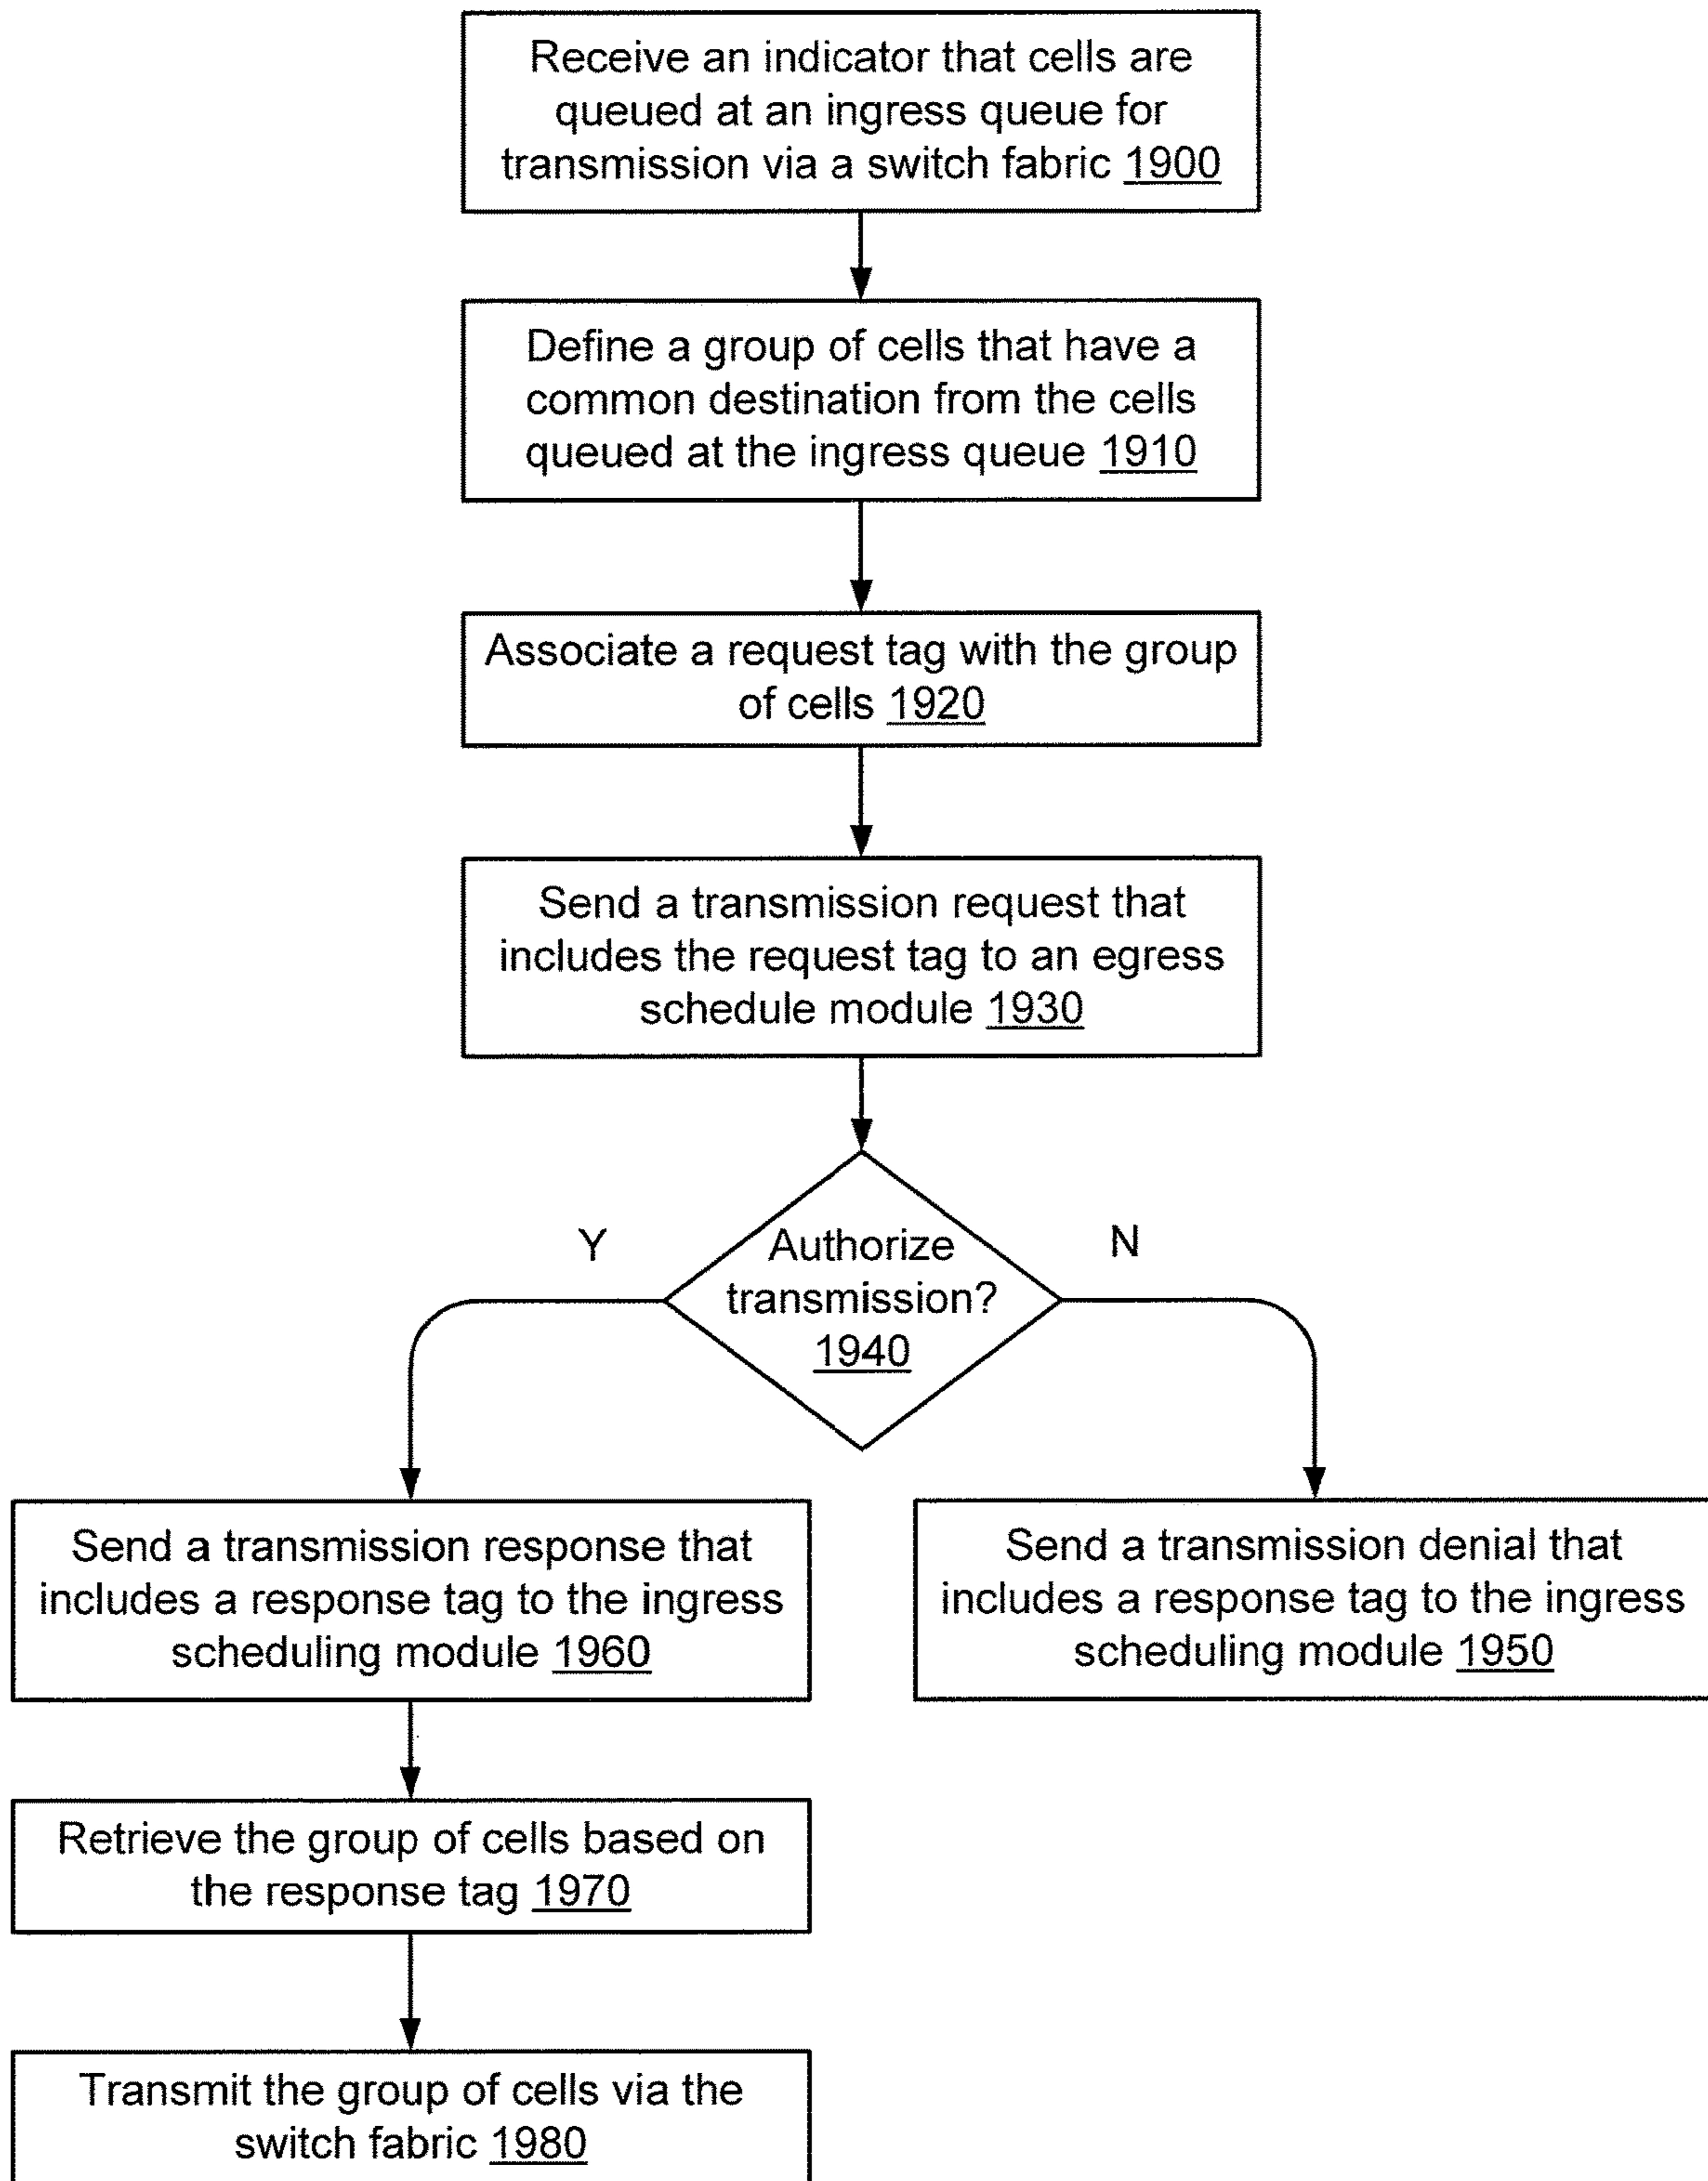 Receive an indicator that cells are
queued at an ingress queue for
transmission via a switch fabric 1900
Define a group of cells that have a
common destination from the cells
queued at the ingress queue 1910
Associate a request tag with the group
of cells 1920
Send a transmission request that
includes the request tag to an egress
schedule module 1930
Y
N
Authorize
transmission?
1940
Send a transmission response that
includes a response tag to the ingress
scheduling module 1960
Send a transmission denial that
includes a response tag to the ingress
scheduling module 1950
Retrieve the group of cells based on
the response tag 1970
Transmit the group of cells via the
switch fabric 1980